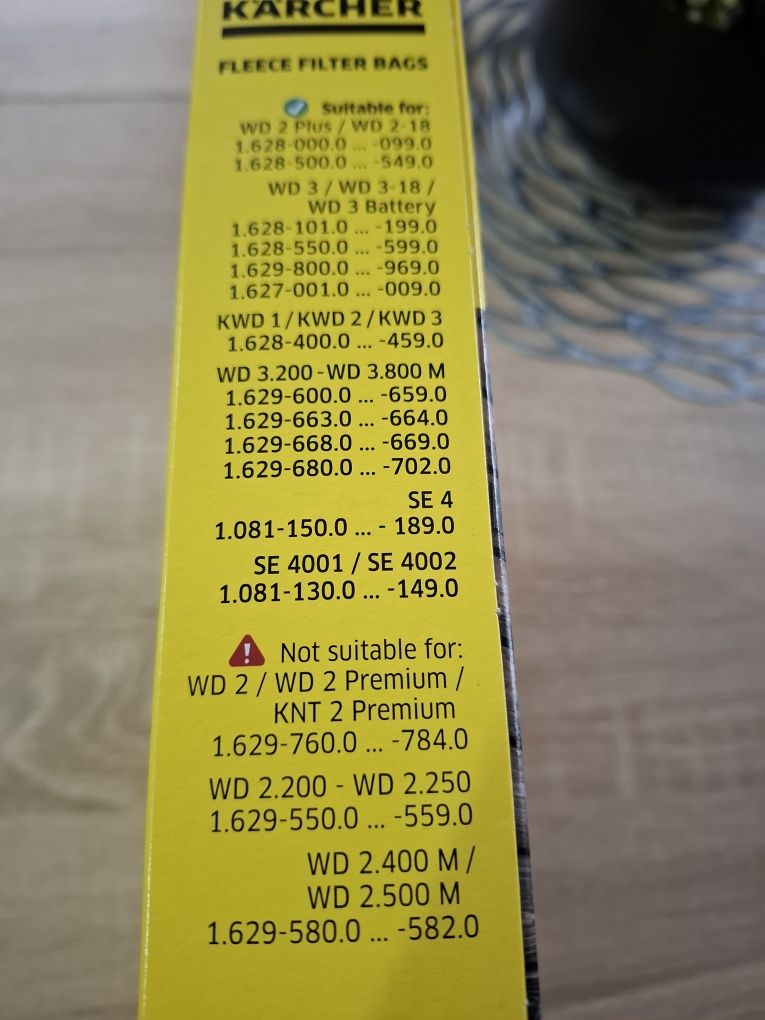 KÄRCHER
FLEECE FILTER BAGS
Suitable for:
WD 2 Plus / WD 2-18
1.628-000.0 ... -099.0
1.628-500.0 ... -549.0
WD 3 / WD 3-18 /
WD 3 Battery
1.628-101.0 ... -199.0
1.628-550.0 ... -599.0
1.629-800.0 ... -969.0
1.627-001.0 ... -009.0
KWD 1 / KWD 2 / KWD 3
1.628-400.0 ... -459.0
WD 3.200 - WD 3.800 M
1.629-600.0 ... -659.0
1.629-663.0 ... -664.0
1.629-668.0 ... -669.0
1.629-680.0 ... -702.0
SE 4
1.081-150.0 ... - 189.0
SE 4001 / SE 4002
1.081-130.0 ... -149.0
Not suitable for:
WD 2 / WD 2 Premium /
KNT 2 Premium
1.629-760.0 ... -784.0
WD 2.200 - WD 2.250
1.629-550.0 ... -559.0
WD 2.400 M /
WD 2.500 M
1.629-580.0 ... -582.0